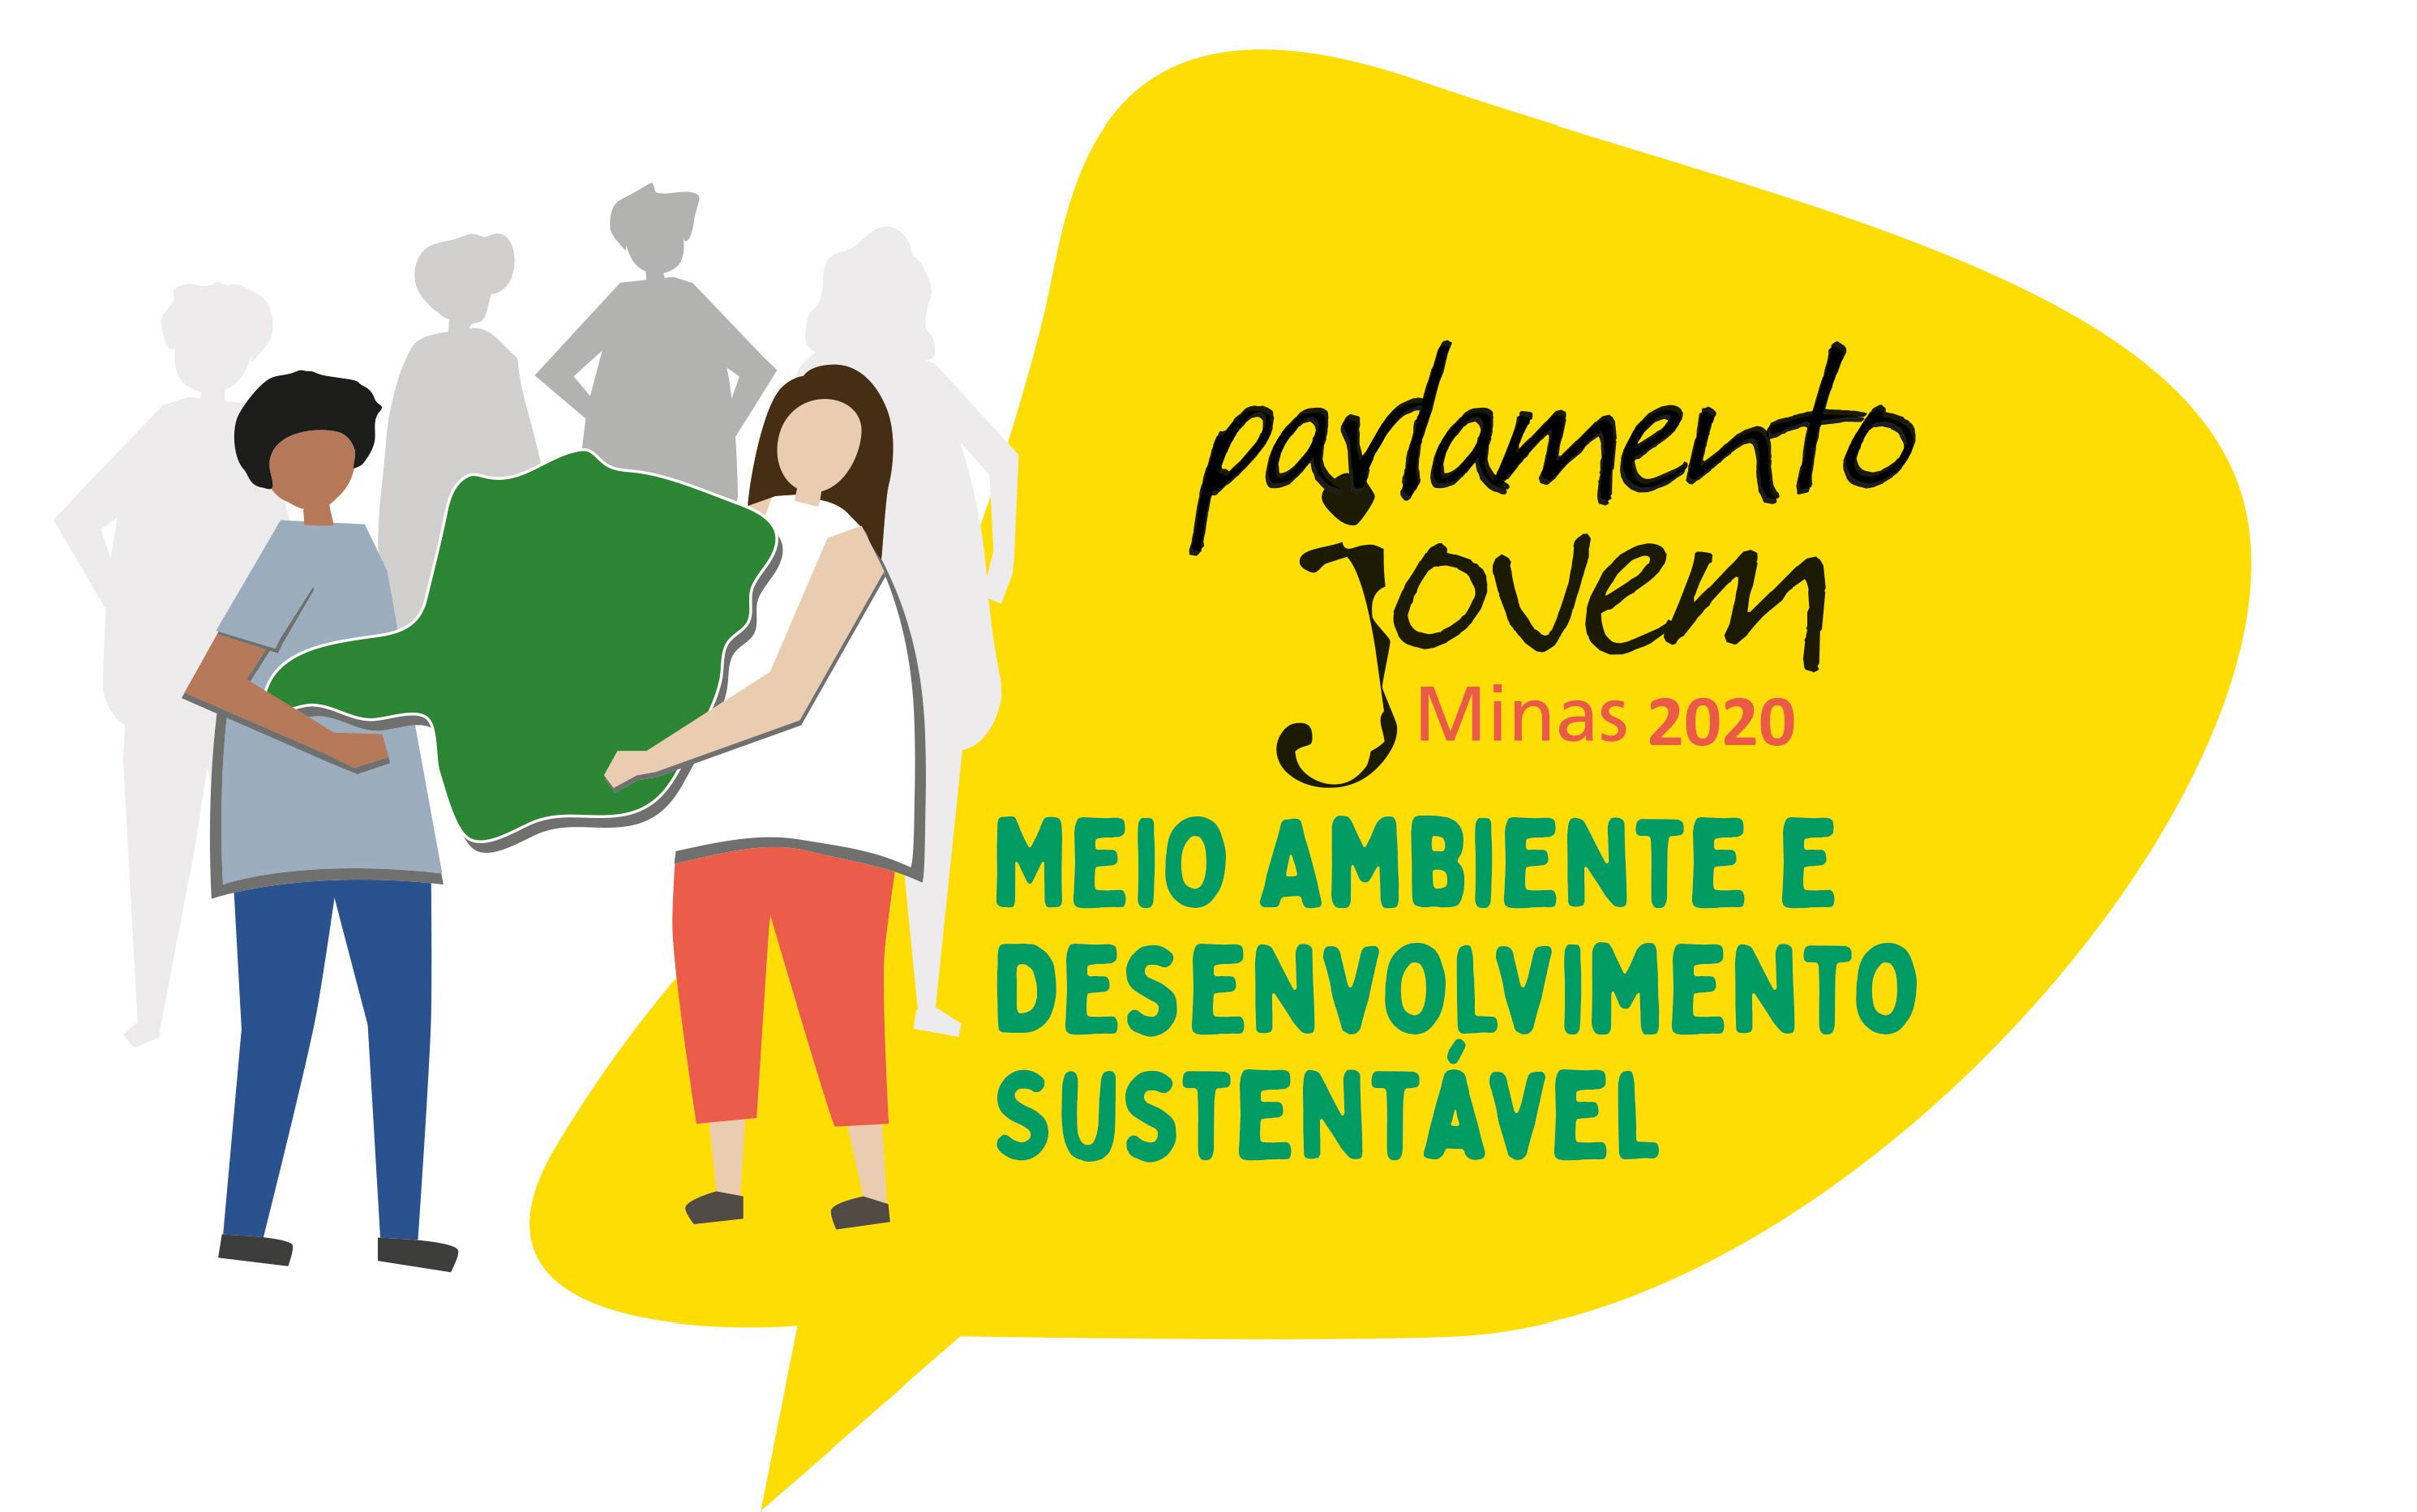 parlamento
jovem
Minas 2020
MEIO AMBIENTE E
DESENVOLVIMENTO
SUSTENTÁVEL